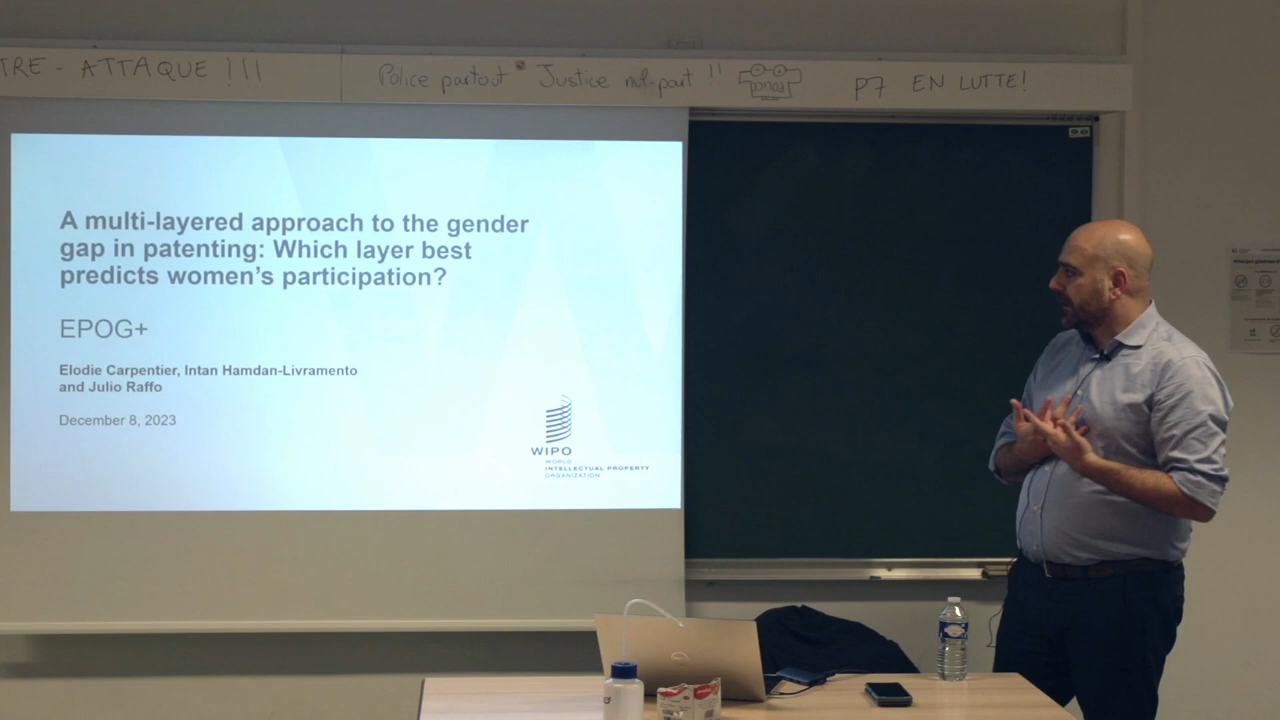 TRE - ATTAQUE !!!
Police partout Justice nulle-part !!
P7 EN LUTTE!
A multi-layered approach to the gender
gap in patenting: Which layer best
predicts women's participation?
EPOG+
Elodie Carpentier, Intan Hamdan-Livramento
and Julio Raffo
December 8, 2023
WIPO
WORLD
INTELLECTUAL PROPERTY
ORGANIZATION